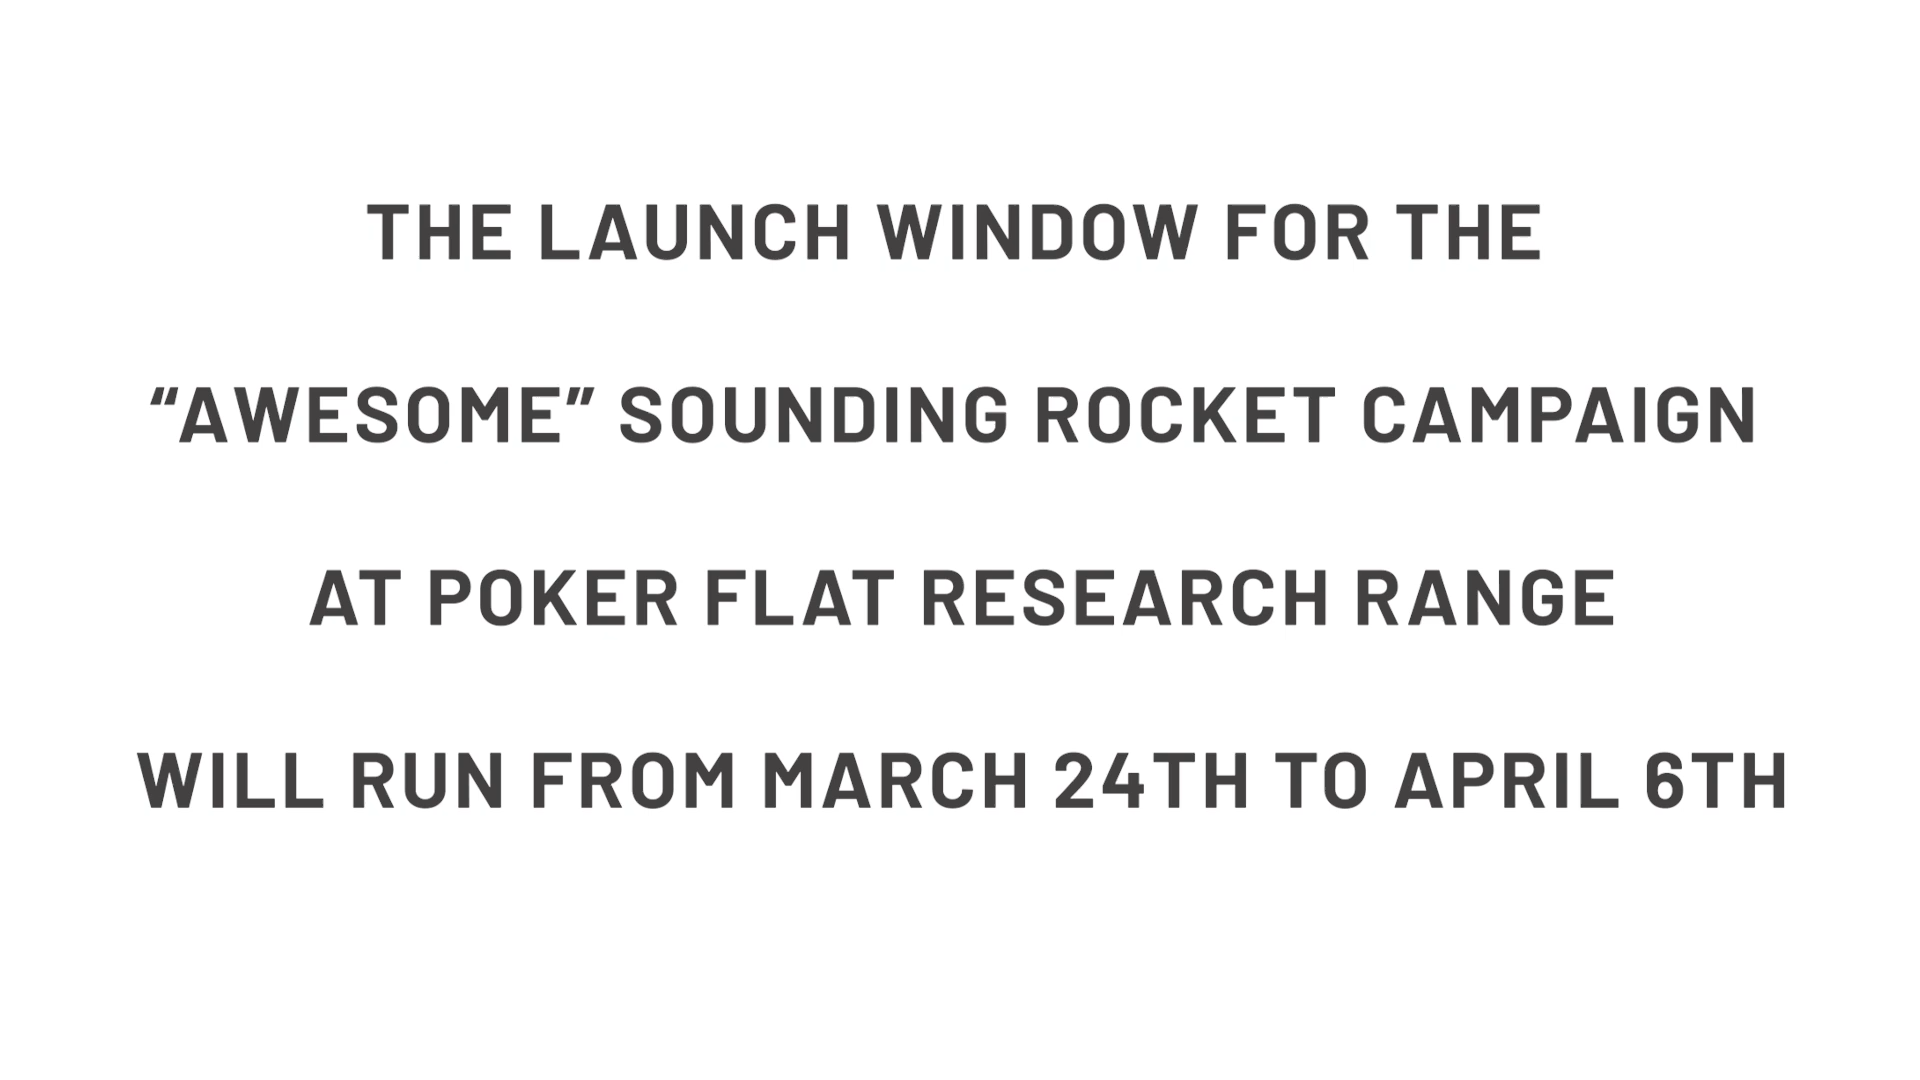 THE LAUNCH WINDOW FOR THE
“AWESOME” SOUNDING ROCKET CAMPAIGN
AT POKER FLAT RESEARCH RANGE
WILL RUN FROM MARCH 24TH TO APRIL 6TH